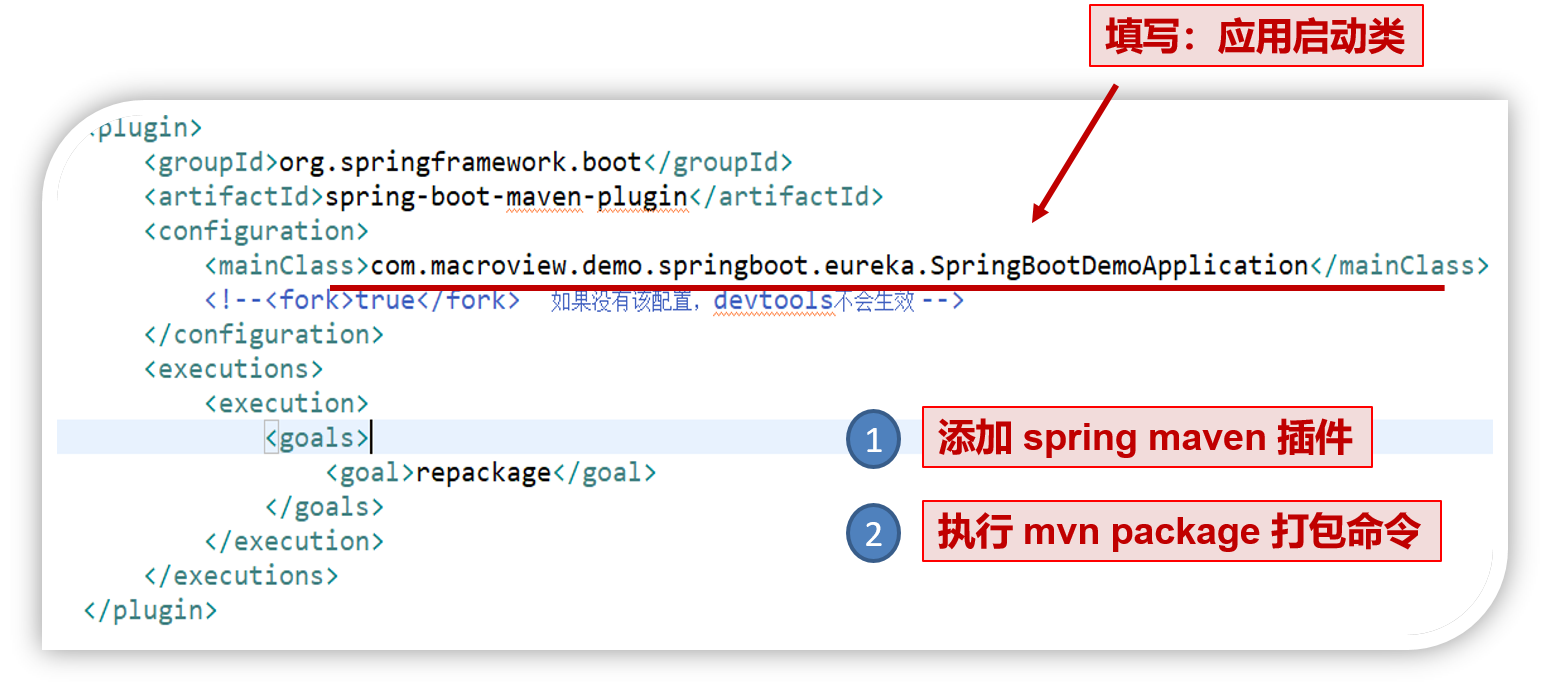 填写：应用启动类
<plugin>
<groupId>org.springframework.boot</groupId>
<artifactId>spring-boot-maven-plugin</artifactId>
<configuration>
<mainClass>com.macroview.demo.springboot.eureka.SpringBootDemoApplication</mainClass>
<!--<fork>true</fork> 如果没有该配置，devtools不会生效 -->
</configuration>
<executions>
<execution>
<goals>
1 添加 spring maven 插件
<goal>repackage</goal>
</goals>
2 执行 mvn package 打包命令
</execution>
</executions>
</plugin>